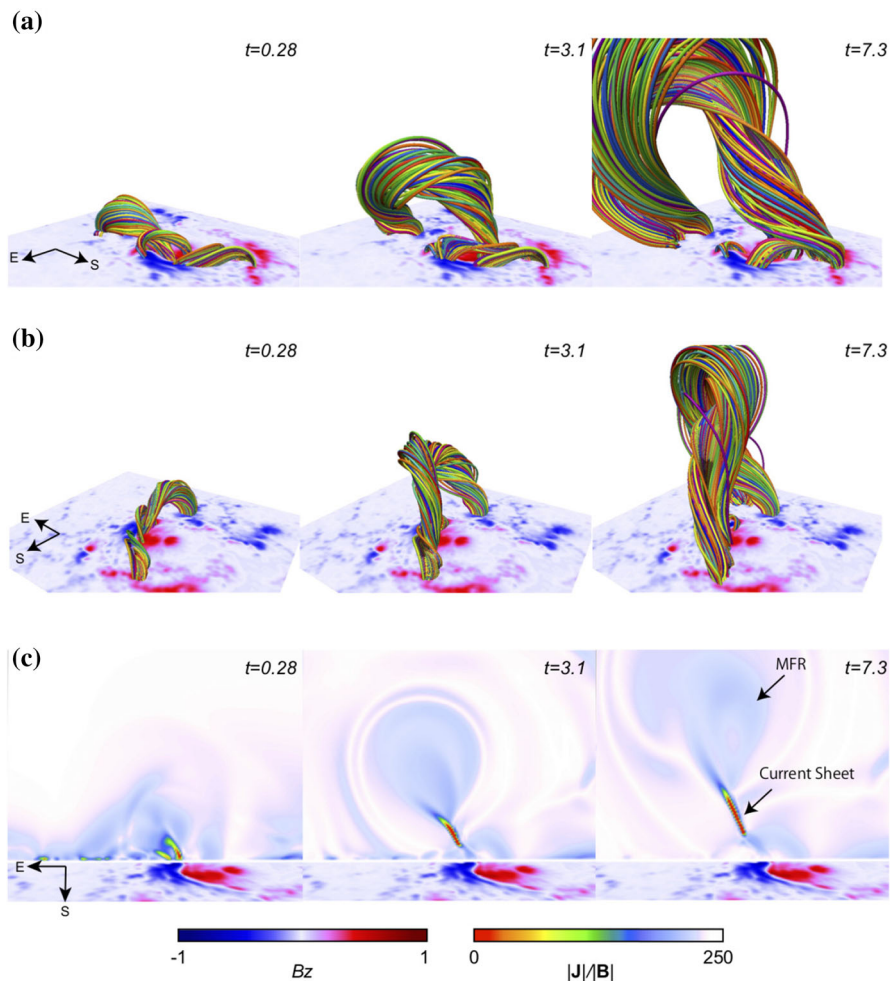 (a)
t=0.28
t=3.1
t=7.3
E
S
(b)
t=0.28
t=3.1
t=7.3
E
S
(c)
t=0.28
t=3.1
t=7.3
MFR
Current Sheet
E
S
-1
Bz
1
0
|J|/|B|
250